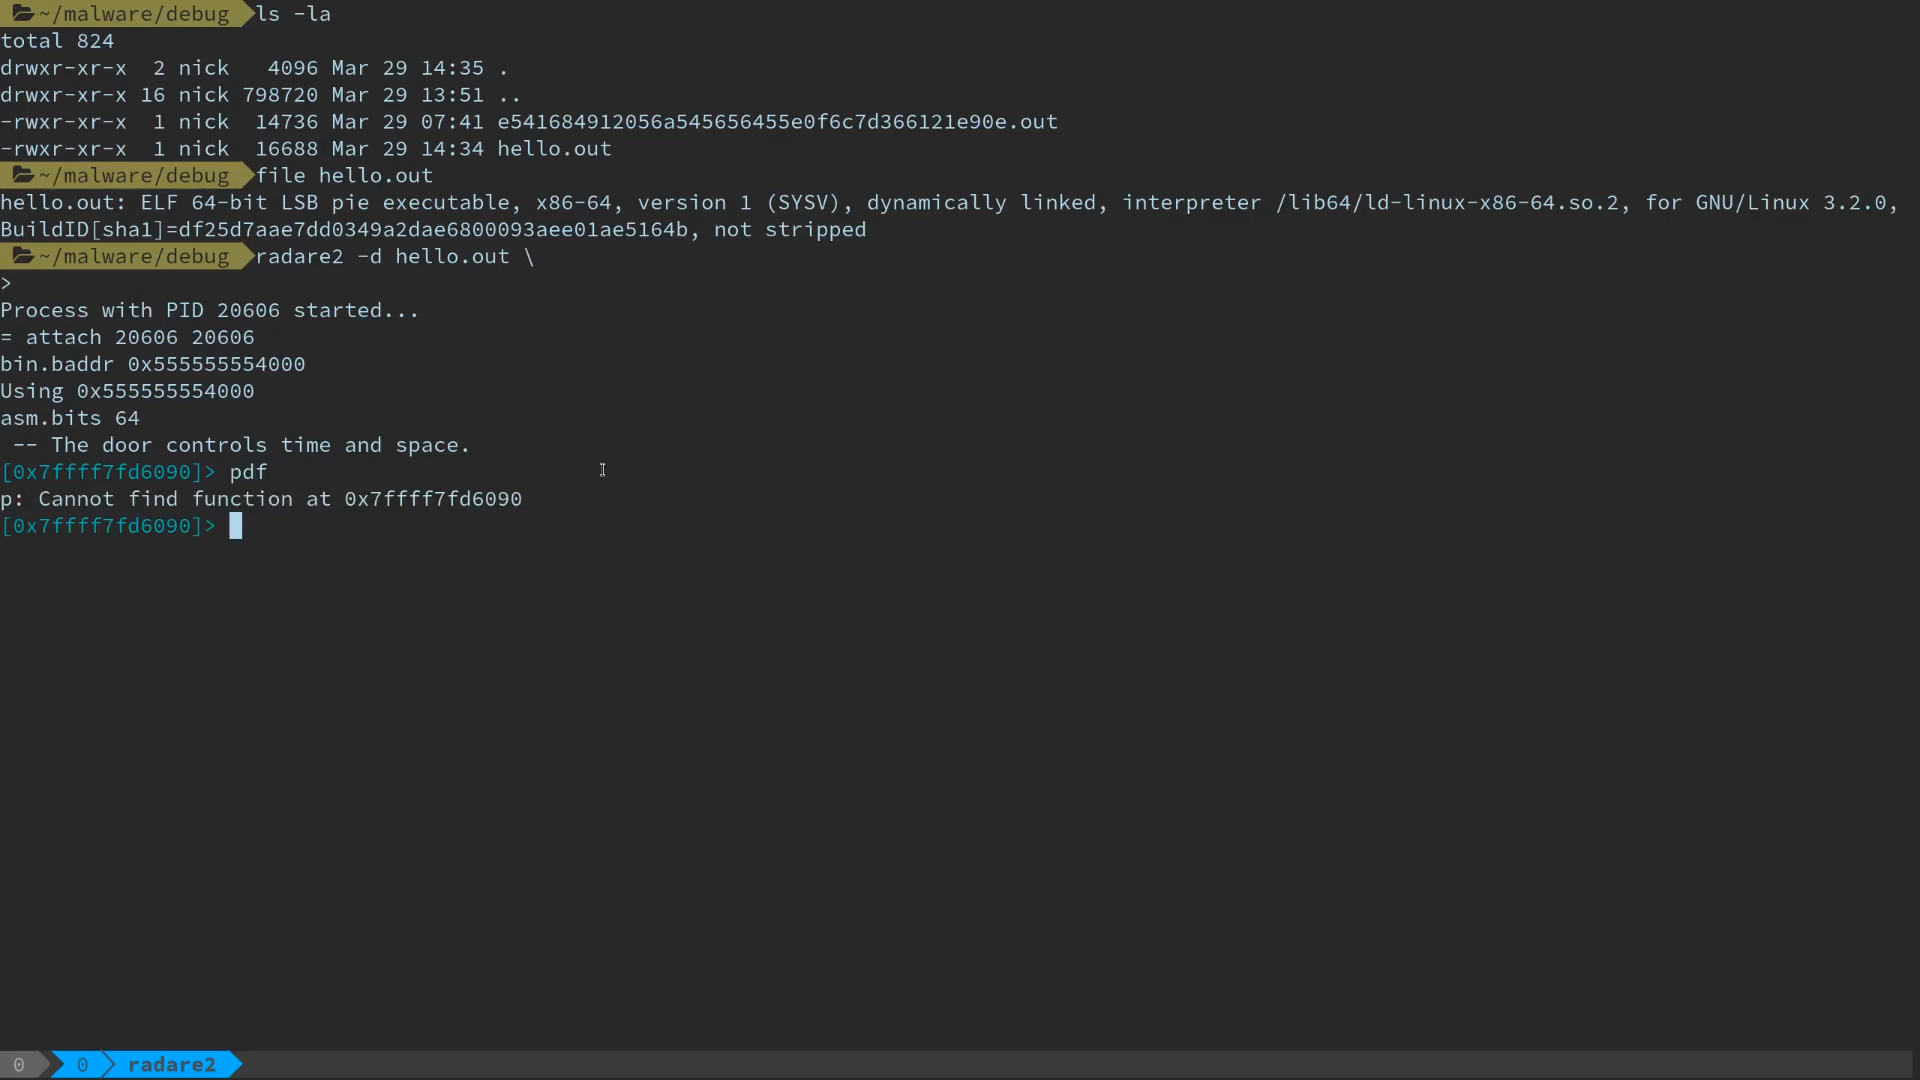 ~/malware/debug ls -la
total 824
drwxr-xr-x  2 nick   4096 Mar 29 14:35 .
drwxr-xr-x 16 nick 798720 Mar 29 13:51 ..
-rwxr-xr-x  1 nick  14736 Mar 29 07:41 e541684912056a545656455e0f6c7d366121e90e.out
-rwxr-xr-x  1 nick  16688 Mar 29 14:34 hello.out
~/malware/debug file hello.out
hello.out: ELF 64-bit LSB pie executable, x86-64, version 1 (SYSV), dynamically linked, interpreter /lib64/ld-linux-x86-64.so.2, for GNU/Linux 3.2.0,
BuildID[sha1]=df25d7aae7dd0349a2dae6800093aee01ae5164b, not stripped
~/malware/debug radare2 -d hello.out \
>
Process with PID 20606 started...
= attach 20606 20606
bin.baddr 0x555555554000
Using 0x555555554000
asm.bits 64
 -- The door controls time and space.
[0x7ffff7fd6090]> pdf
p: Cannot find function at 0x7ffff7fd6090
[0x7ffff7fd6090]>
0 0 radare2